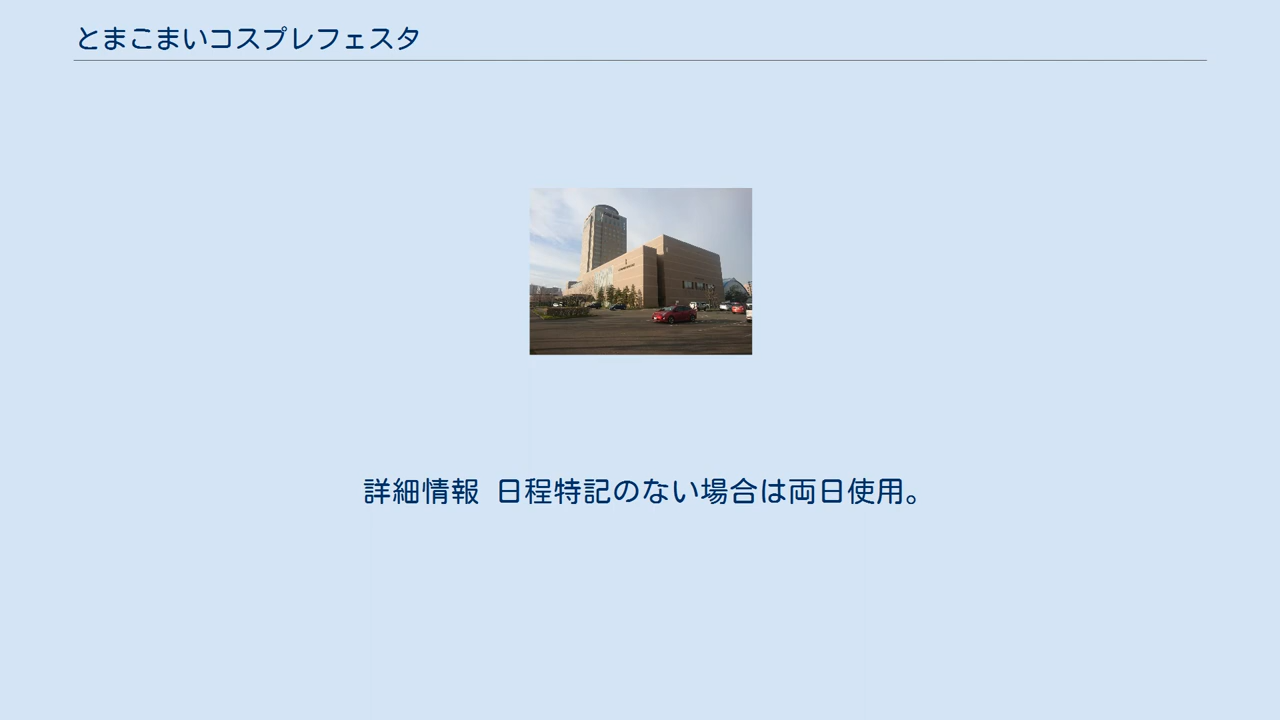 とまこまいコスプレフェスタ
詳細情報 日程特記のない場合は両日使用。